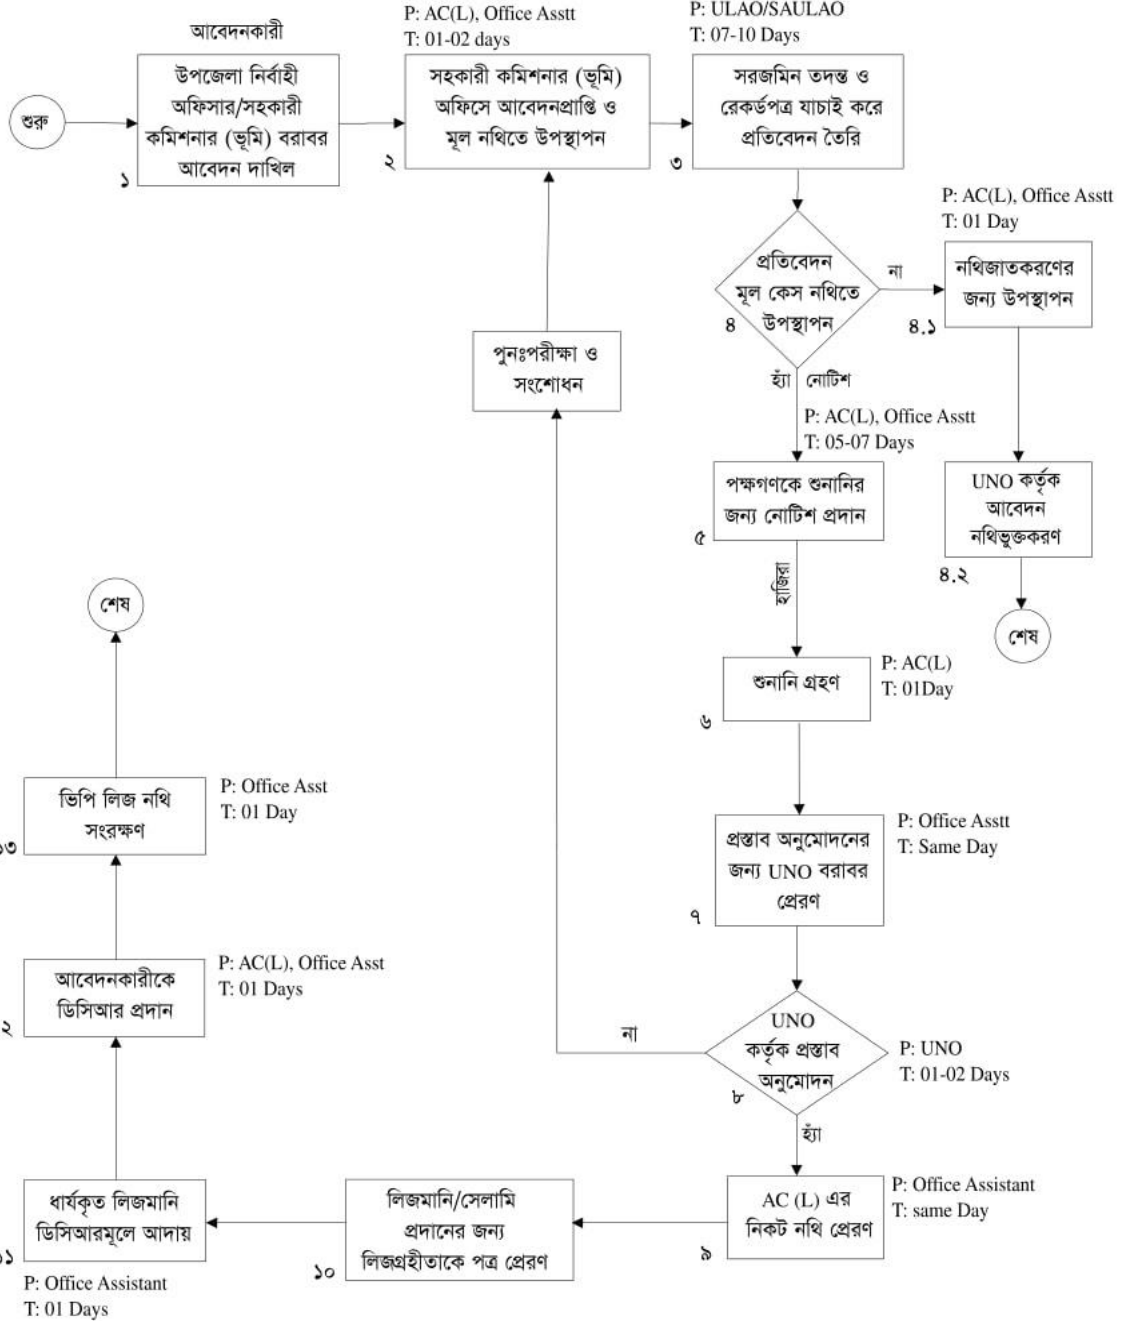 আবেদনকারী
P: AC(L), Office Asstt
T: 01-02 days
P: ULAO/SAULAO
T: 07-10 Days
শুরু
উপজেলা নির্বাহী
অফিসার/সহকারী
কমিশনার (ভূমি) বরাবর
আবেদন দাখিল
১
সহকারী কমিশনার (ভূমি)
অফিসে আবেদনপ্রাপ্তি ও
মূল নথিতে উপস্থাপন
২
সরজমিন তদন্ত ও
রেকর্ডপত্র যাচাই করে
প্রতিবেদন তৈরি
৩
P: AC(L), Office Asstt
T: 01 Day
প্রতিবেদন
মূল কেস নথিতে
উপস্থাপন
৪
না
নথিজাতকরণের
জন্য উপস্থাপন
৪.১
পুনঃপরীক্ষা ও
সংশোধন
হ্যাঁ নোটিশ
P: AC(L), Office Asstt
T: 05-07 Days
পক্ষগণকে শুনানির
জন্য নোটিশ প্রদান
৫
UNO কর্তৃক
আবেদন
নথিভুক্তকরণ
৪.২
হাজিরা
শেষ
শেষ
শুনানি গ্রহণ
৬
P: AC(L)
T: 01Day
ভিপি লিজ নথি
সংরক্ষণ
P: Office Asst
T: 01 Day
১৩
প্রস্তাব অনুমোদনের
জন্য UNO বরাবর
প্রেরণ
৭
P: Office Asstt
T: Same Day
আবেদনকারীকে
ডিসিআর প্রদান
২
P: AC(L), Office Asst
T: 01 Days
না
UNO
কর্তৃক প্রস্তাব
অনুমোদন
৮
P: UNO
T: 01-02 Days
হ্যাঁ
AC (L) এর
নিকট নথি প্রেরণ
৯
P: Office Assistant
T: same Day
লিজমানি/সেলামি
প্রদানের জন্য
লিজগ্রহীতাকে পত্র প্রেরণ
১০
ধার্যকৃত লিজমানি
ডিসিআরমূলে আদায়
১১
P: Office Assistant
T: 01 Days